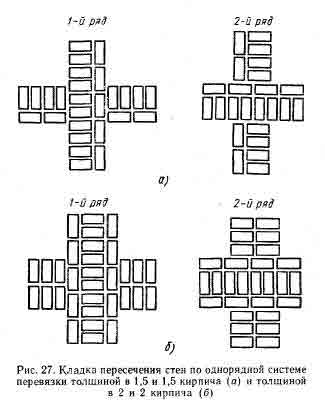 1-й ряд
2-й ряд
а)
1-й ряд
2-й ряд
б)
Рис. 27. Кладка пересечения стен по однорядной системе
перевязки толщиной в 1,5 и 1,5 кирпича (а) и толщиной
в 2 и 2 кирпича (б)